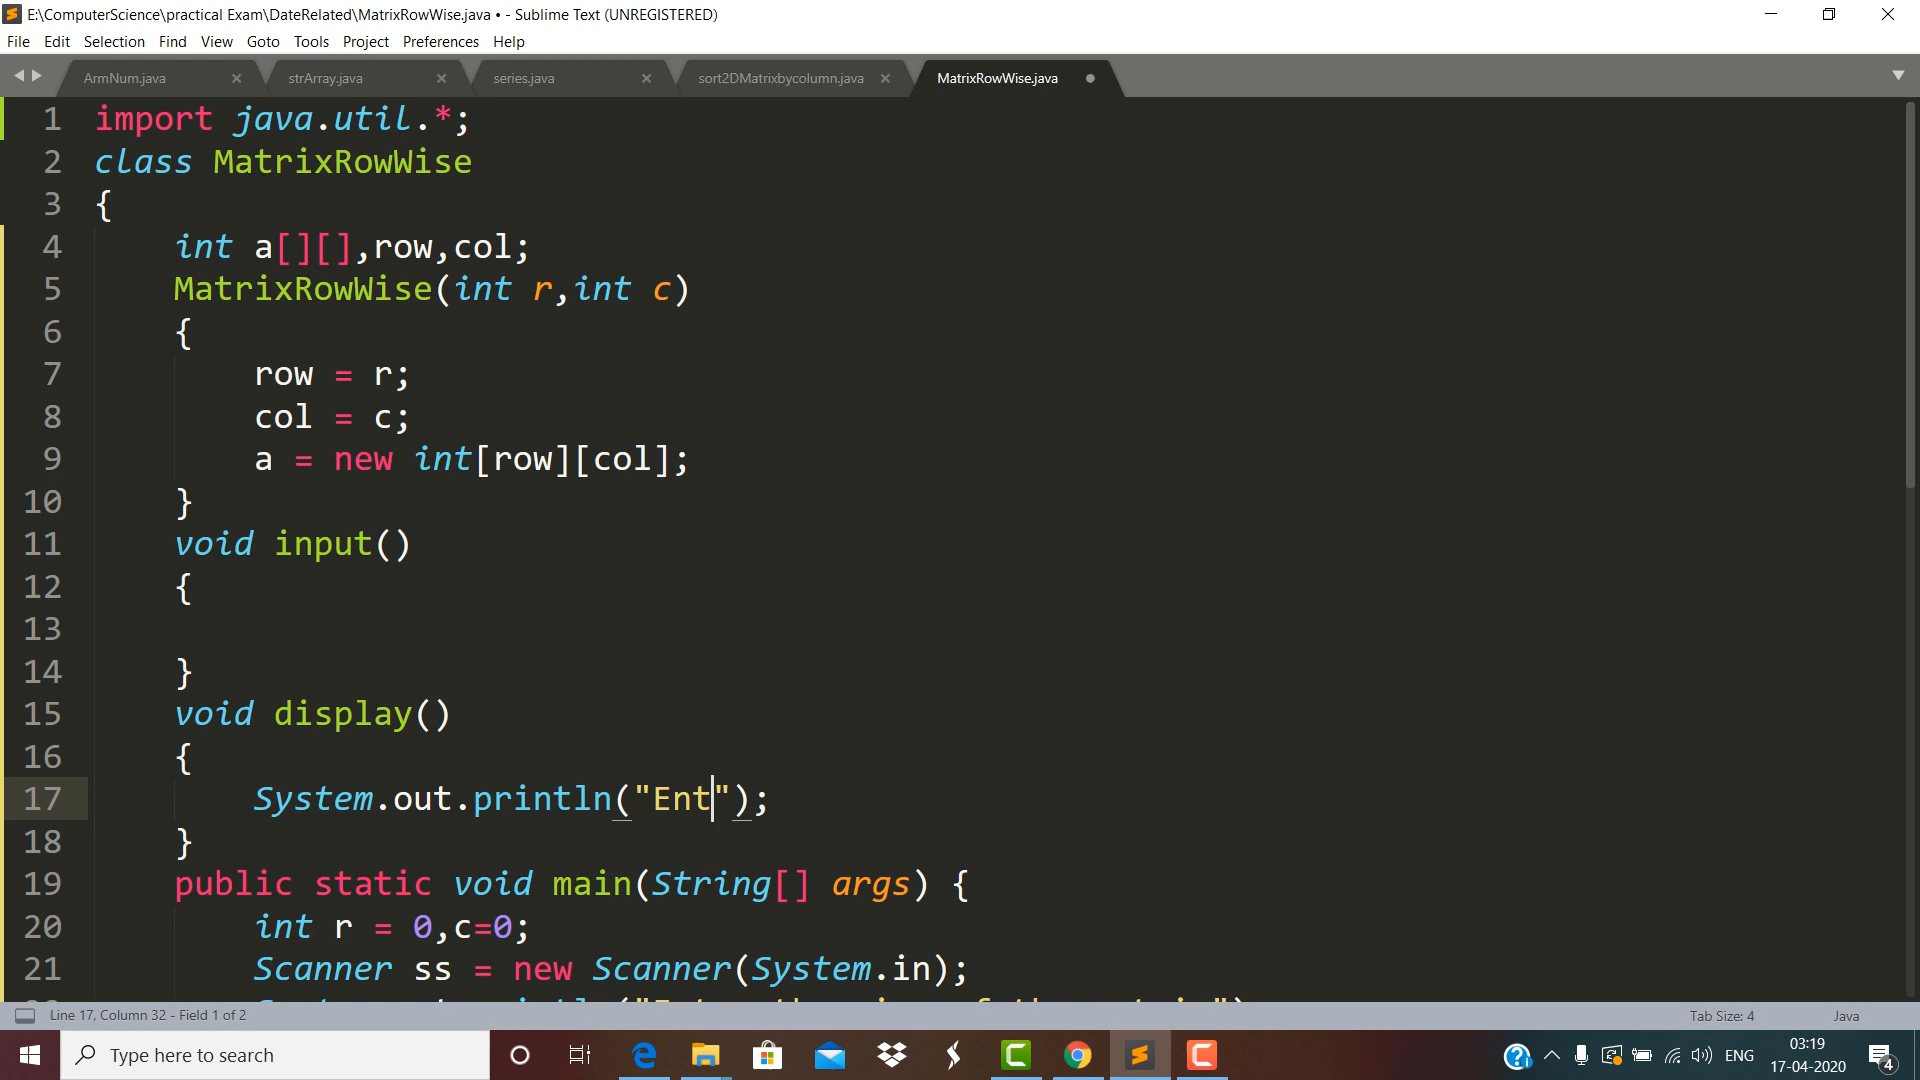 E:\ComputerScience\practical Exam\DateRelated\MatrixRowWise.java • - Sublime Text (UNREGISTERED)
File Edit Selection Find View Goto Tools Project Preferences Help
ArmNum.java strArray.java series.java sort2DMatrixbycolumn.java MatrixRowWise.java
1 import java.util.*;
2 class MatrixRowWise
3 {
4 int a[][],row,col;
5 MatrixRowWise(int r,int c)
6 {
7 row = r;
8 col = c;
9 a = new int[row][col];
10 }
11 void input()
12 {
13
14 }
15 void display()
16 {
17 System.out.println("Ent");
18 }
19 public static void main(String[] args) {
20 int r = 0,c=0;
21 Scanner ss = new Scanner(System.in);
Line 17, Column 32 - Field 1 of 2 Tab Size: 4 Java
Type here to search ENG 03:19
17-04-2020 4